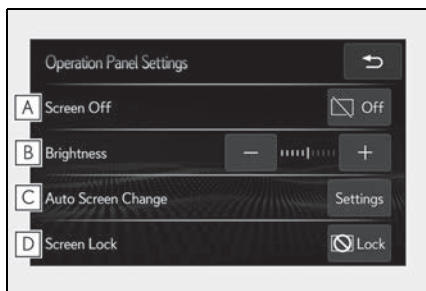 Operation Panel Settings
A Screen Off Off
B Brightness
C Auto Screen Change Settings
D Screen Lock Lock